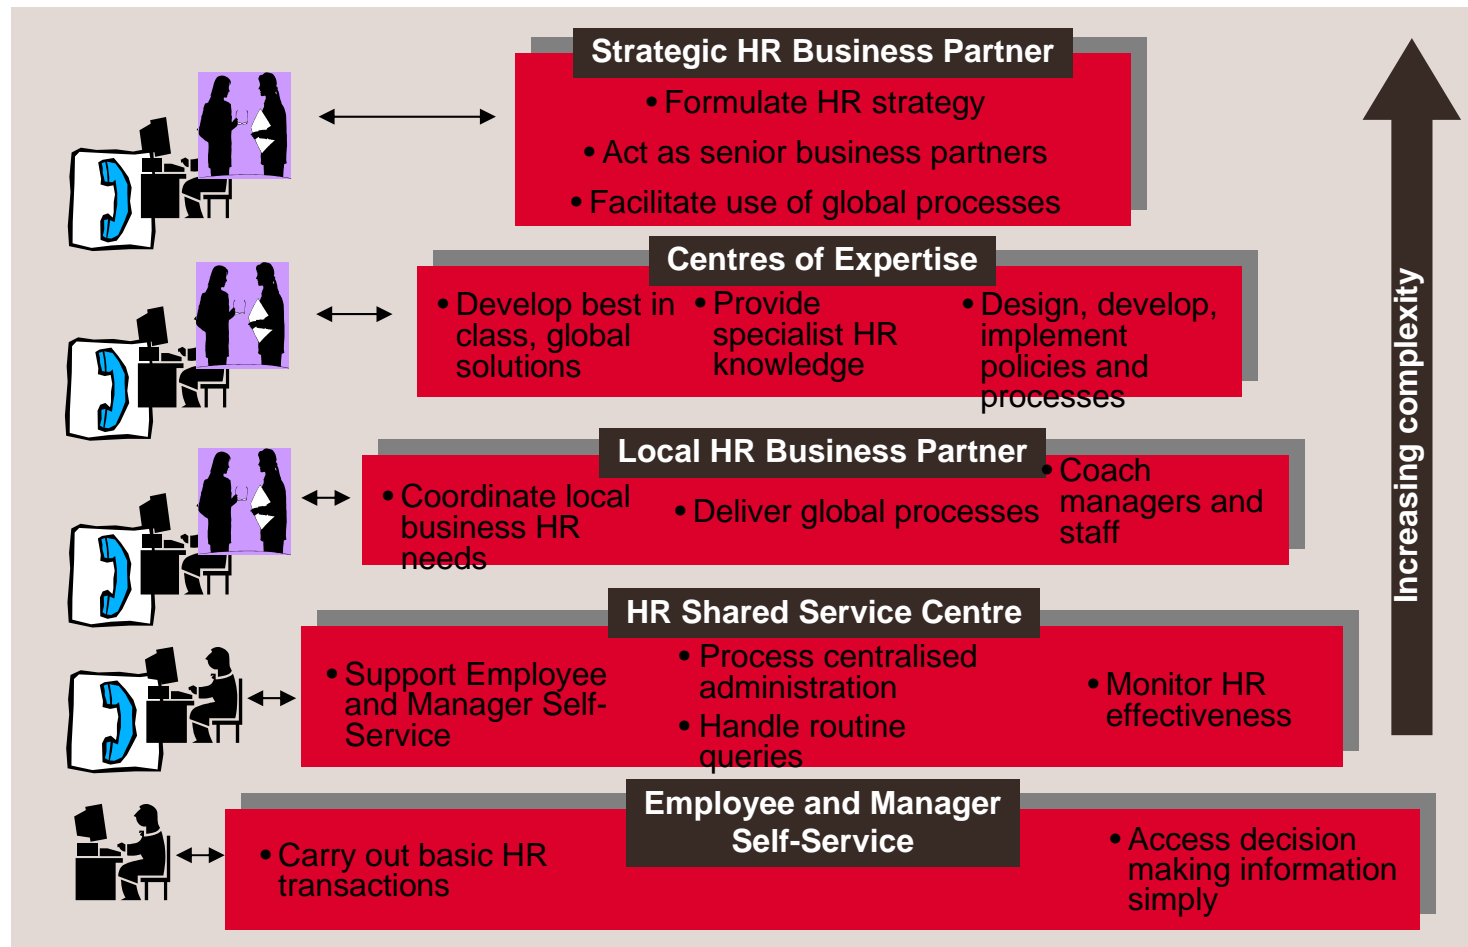 Strategic HR Business Partner
• Formulate HR strategy
• Act as senior business partners
• Facilitate use of global processes
Centres of Expertise
• Develop best in
class, global
solutions
• Provide
specialist HR
knowledge
• Design, develop,
implement
policies and
processes
Local HR Business Partner
• Coordinate local
business HR
needs
• Deliver global processes
• Coach
managers and
staff
HR Shared Service Centre
• Support Employee
and Manager Self-
Service
• Process centralised
administration
• Handle routine
queries
• Monitor HR
effectiveness
Employee and Manager
Self-Service
• Carry out basic HR
transactions
• Access decision
making information
simply
Increasing complexity